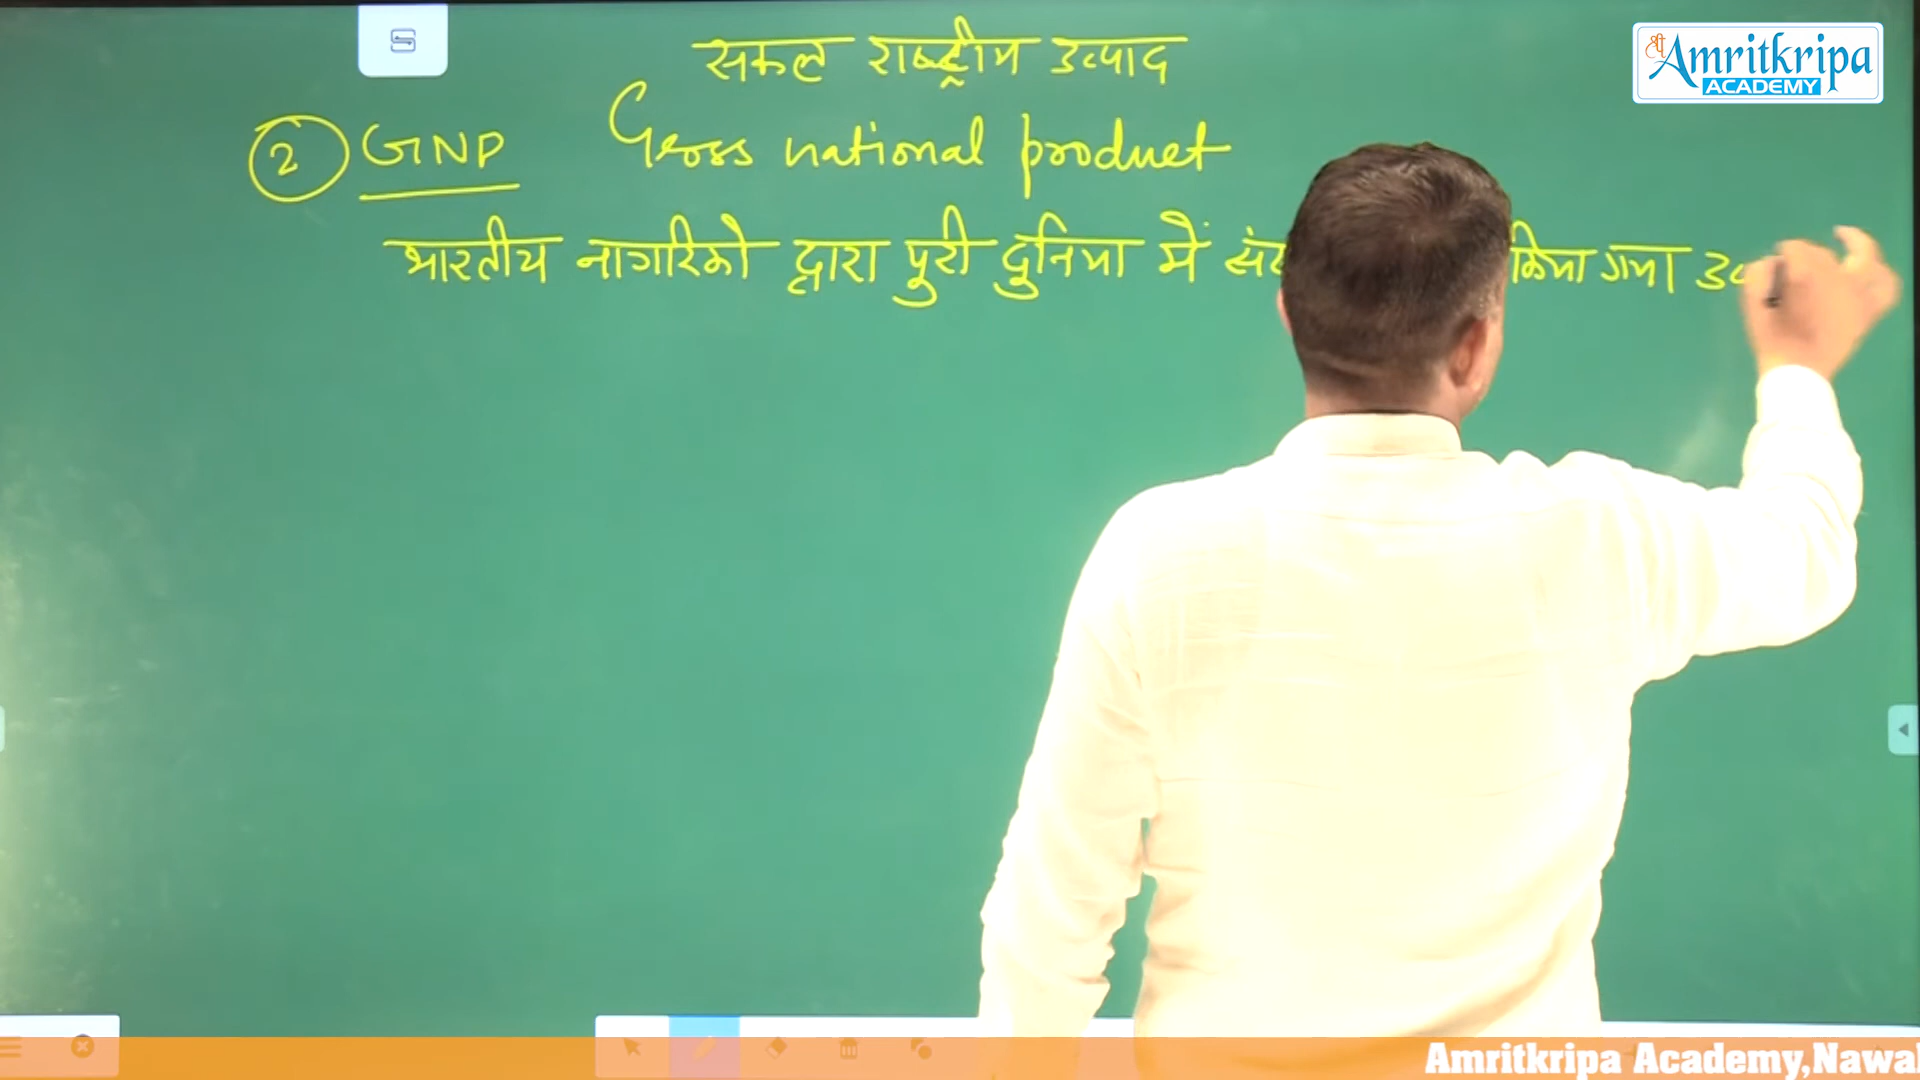 सकल राष्ट्रीय उत्पाद
② GNP Gross national product
भारतीय नागरिको द्वारा पुरी दुनिया में किया गया
श्री Amritkripa
ACADEMY
Amritkripa Academy,Nawal